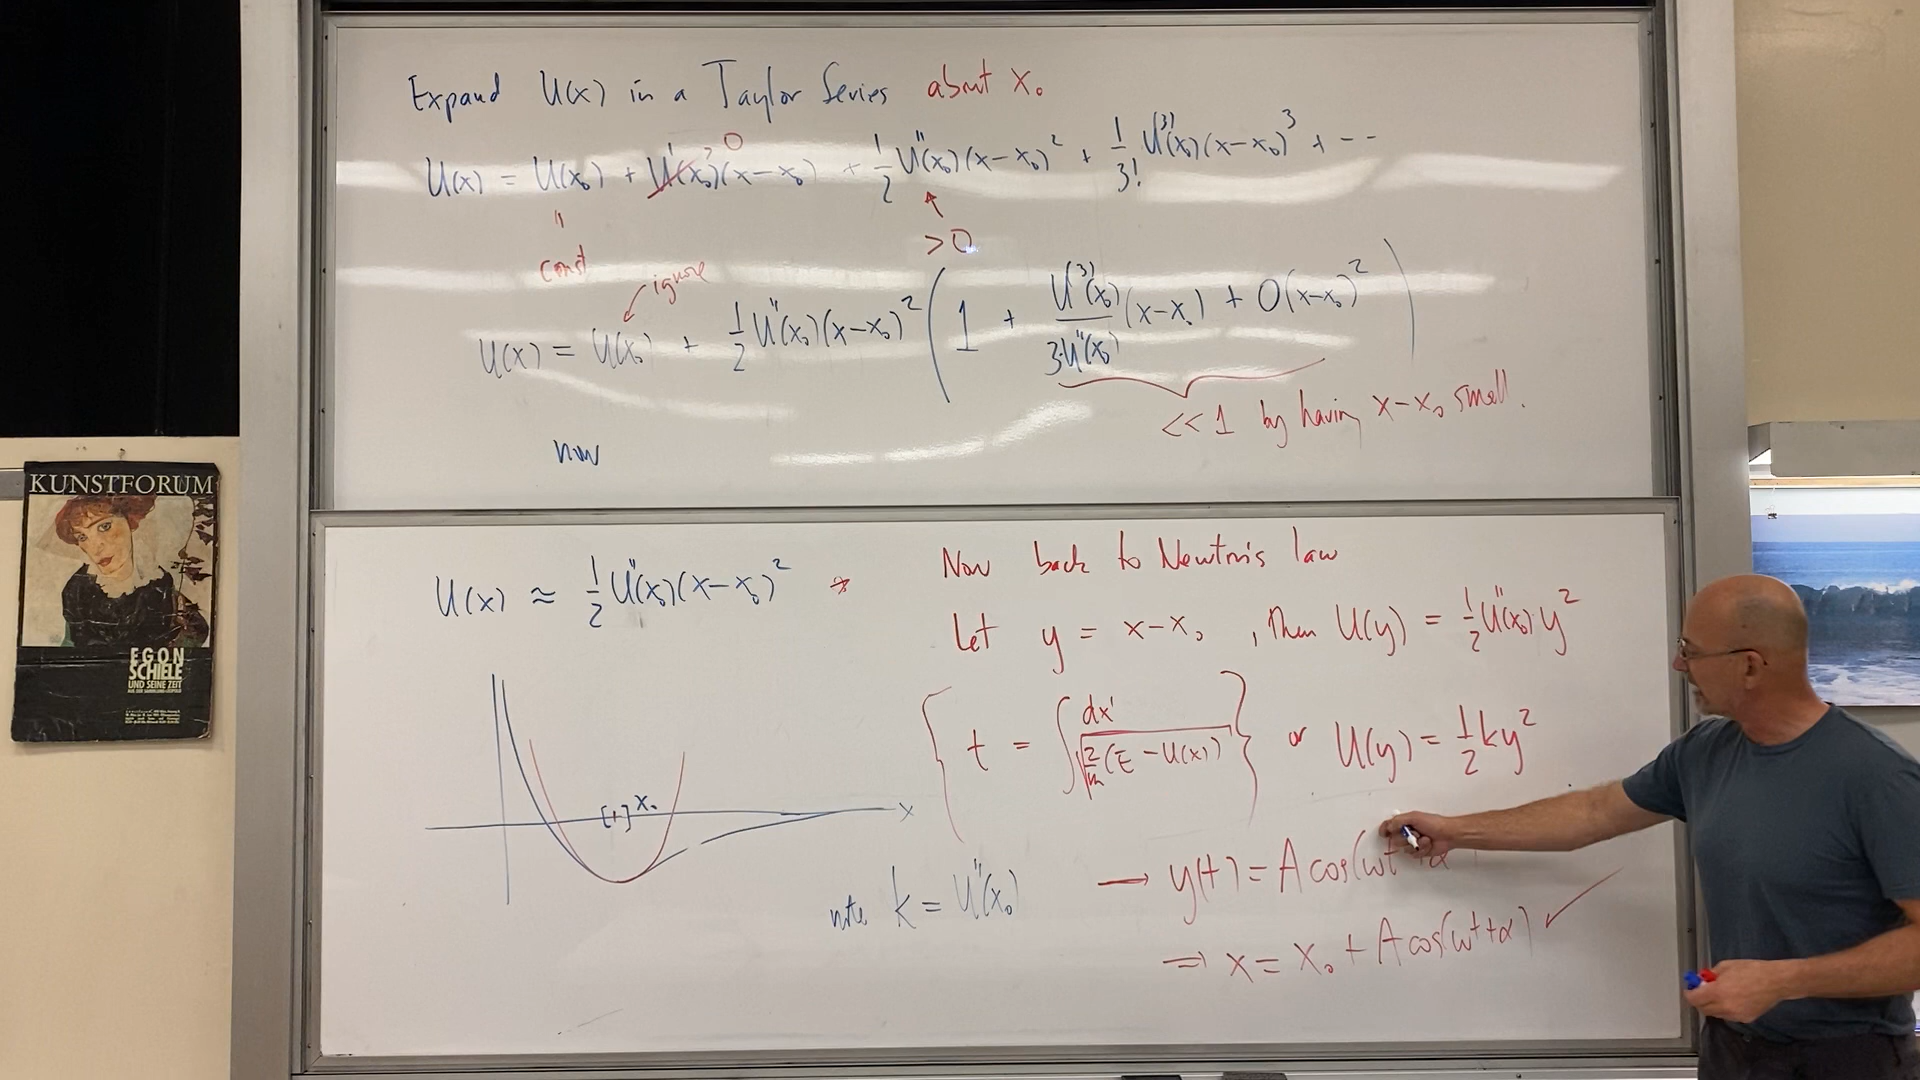 Expand U(x) in a Taylor Series about x₀
U(x) = U(x₀) + U'(x₀)(x-x₀) + 1/2 U''(x₀)(x-x₀)² + 1/3! U⁽³⁾(x₀)(x-x₀)³ + --
0
const
>0
ignore
U(x) = U(x₀) + 1/2 U''(x₀)(x-x₀)² ( 1 + U⁽³⁾(x₀)/3·U''(x₀) (x-x₀) + O(x-x₀)² )
<< 1 by having x-x₀ small.
now
U(x) ≈ 1/2 U''(x₀)(x-x₀)² *
[+] x₀
x
note k = U''(x₀)
Now back to Newton's law
Let y = x-x₀, then U(y) = 1/2 U''(x₀) y²
{ t = ∫ dx'/√(2/m (E - U(x'))) } or U(y) = 1/2 ky²
→ y(t) = A cos(ωt+α)
⇒ x = x₀ + A cos(ωt+α) ✓
KUNSTFORUM
EGON
SCHIELE
UND SEINE ZEIT